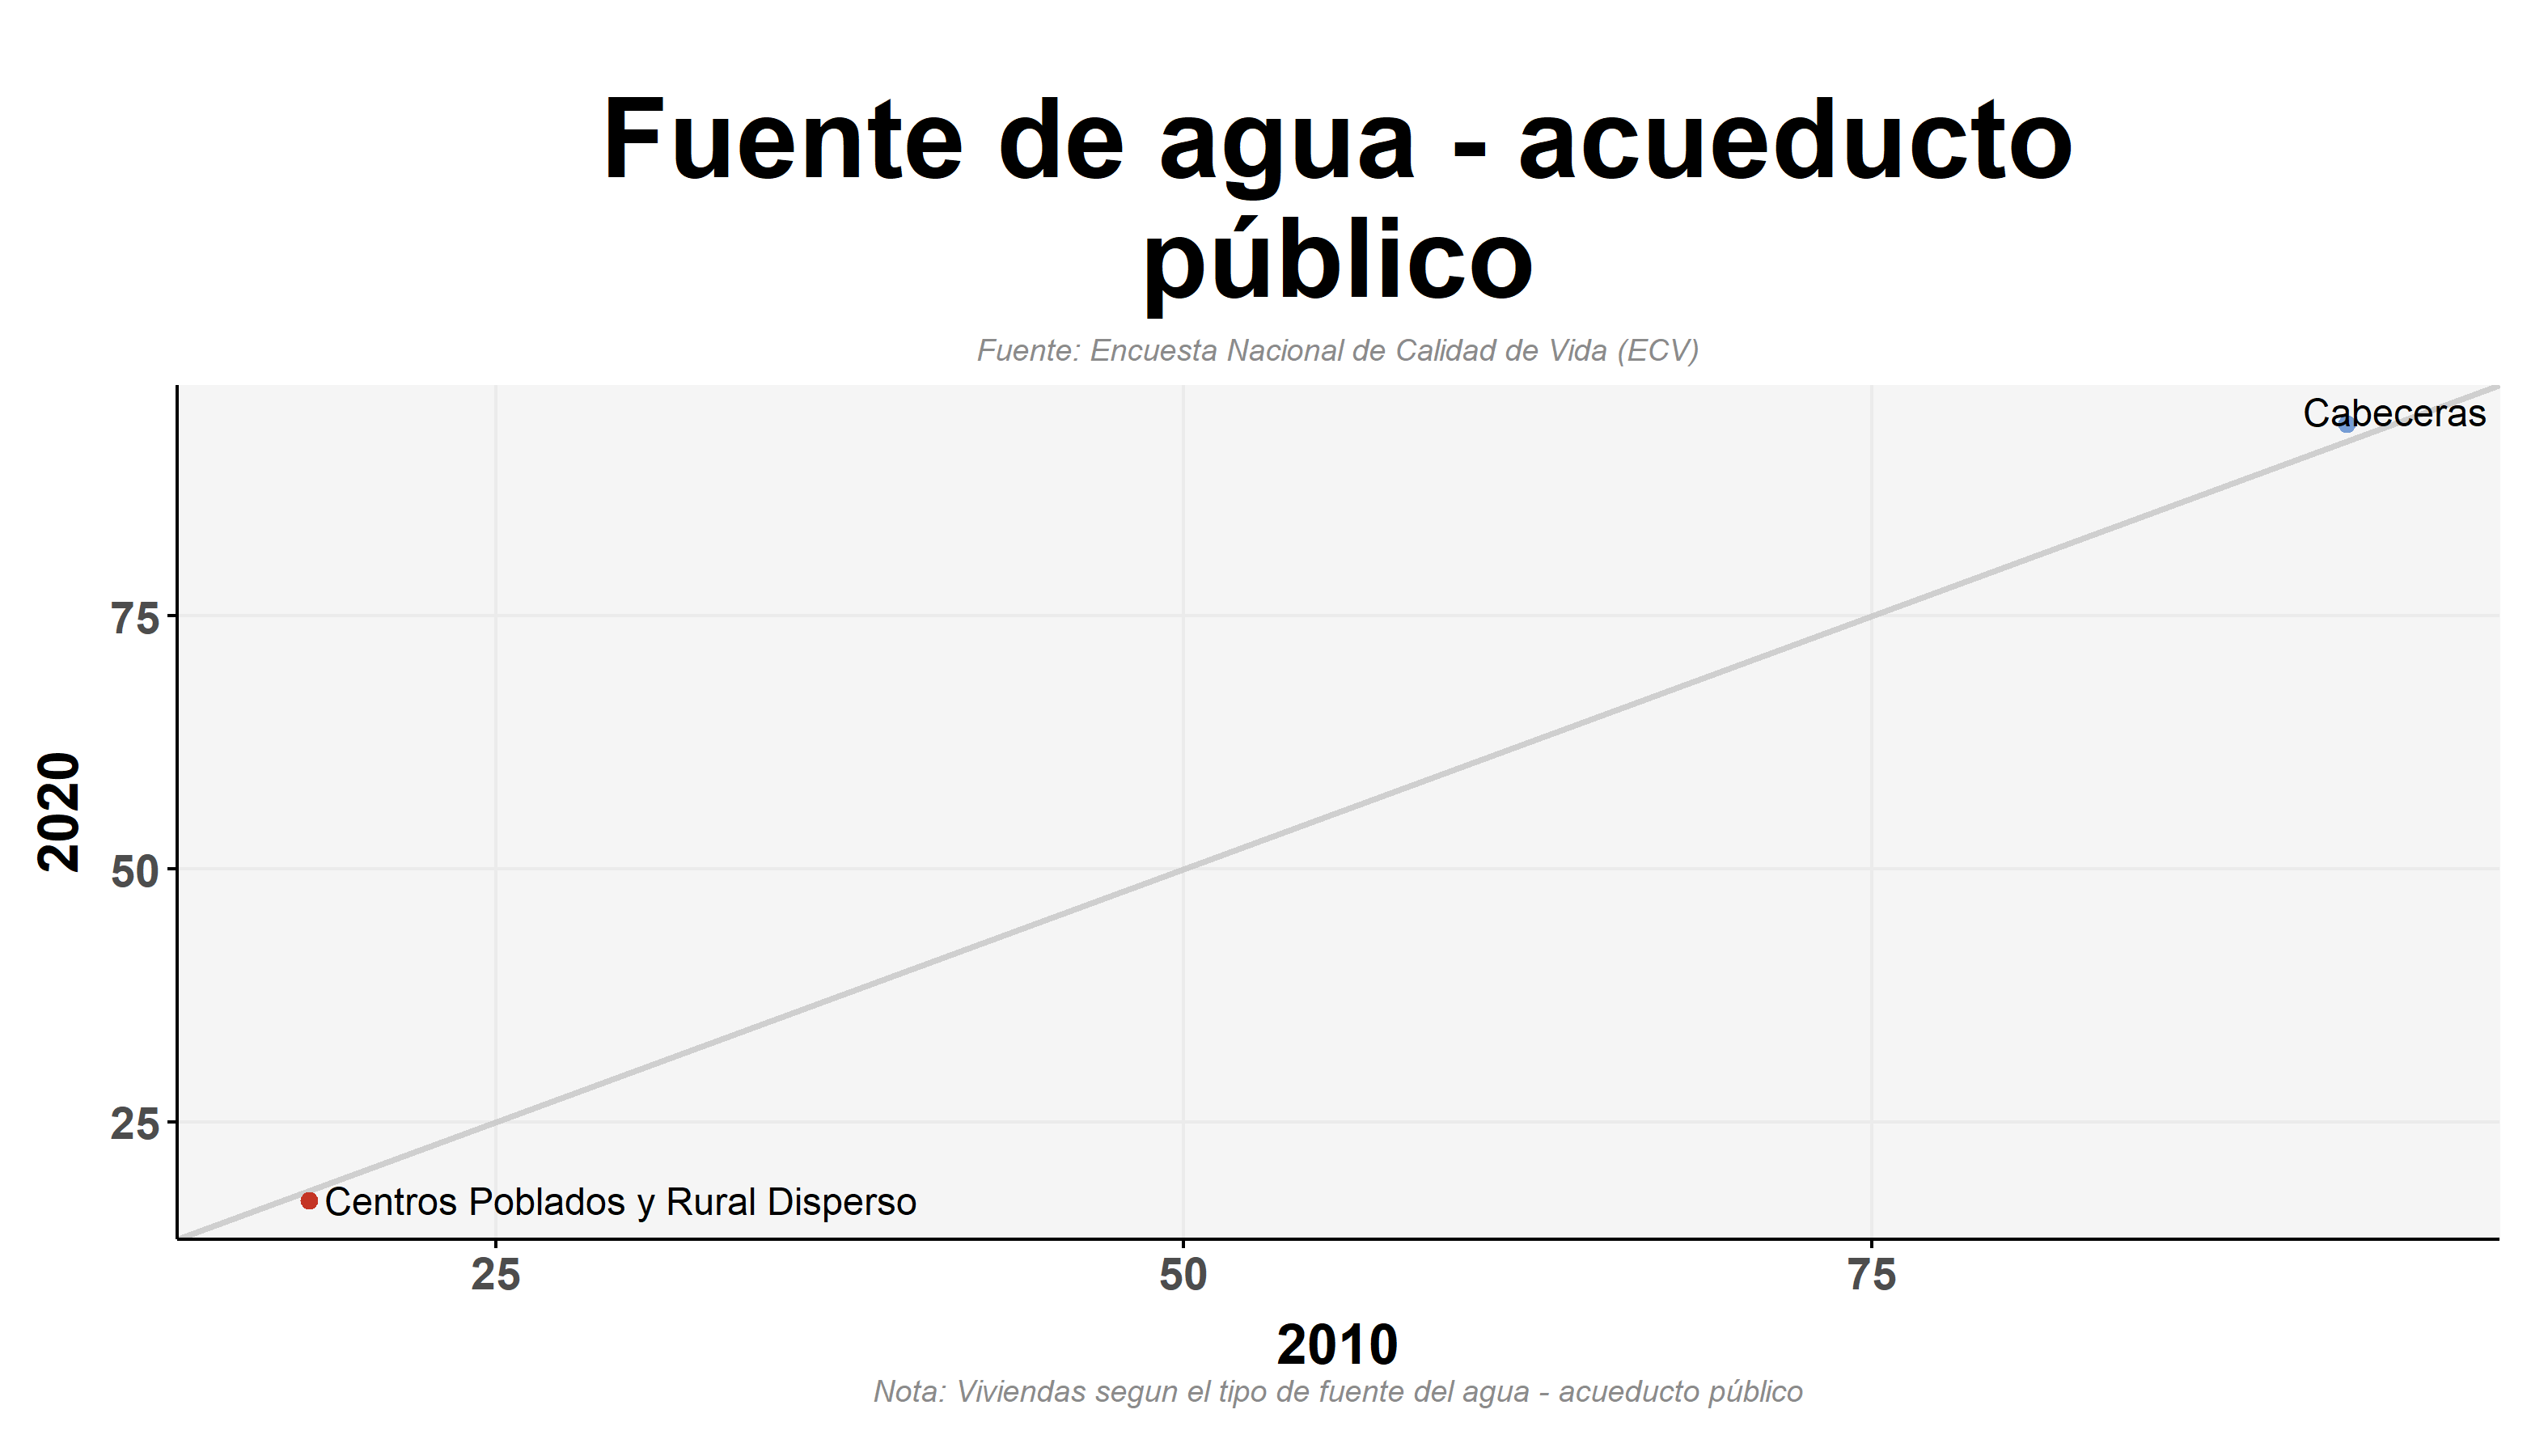 Fuente de agua - acueducto
público
Fuente: Encuesta Nacional de Calidad de Vida (ECV)
Cabeceras
75
2020
50
25
Centros Poblados y Rural Disperso
25 50 75
2010
Nota: Viviendas segun el tipo de fuente del agua - acueducto público